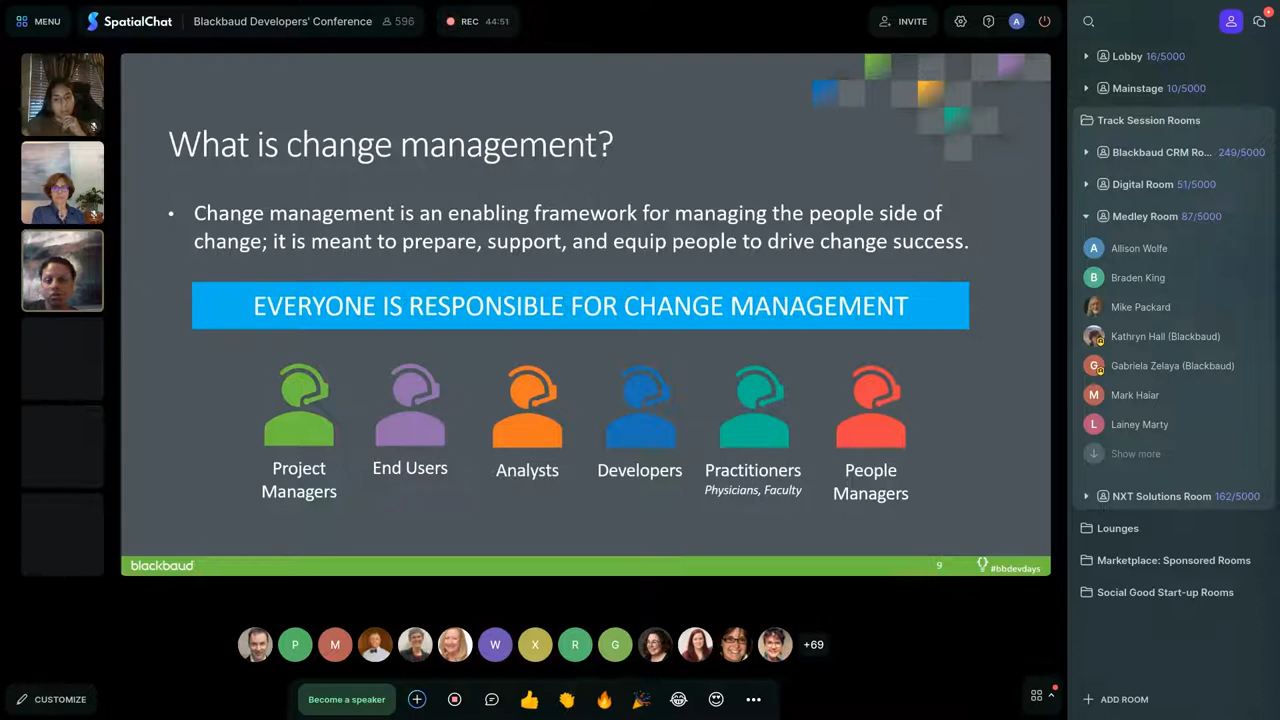 MENU
SpatialChat
Blackbaud Developers' Conference
596
REC 44:51
INVITE
A
What is change management?
• Change management is an enabling framework for managing the people side of
change; it is meant to prepare, support, and equip people to drive change success.
EVERYONE IS RESPONSIBLE FOR CHANGE MANAGEMENT
Project
Managers
End Users
Analysts
Developers
Practitioners
Physicians, Faculty
People
Managers
blackbaud
9
#bbdevdays
P
M
W
X
R
G
+69
CUSTOMIZE
Become a speaker
Lobby 16/5000
Mainstage 10/5000
Track Session Rooms
Blackbaud CRM Ro... 249/5000
Digital Room 51/5000
Medley Room 87/5000
A Allison Wolfe
B Braden King
Mike Packard
Kathryn Hall (Blackbaud)
G Gabriela Zelaya (Blackbaud)
M Mark Haiar
L Lainey Marty
Show more
NXT Solutions Room 162/5000
Lounges
Marketplace: Sponsored Rooms
Social Good Start-up Rooms
ADD ROOM